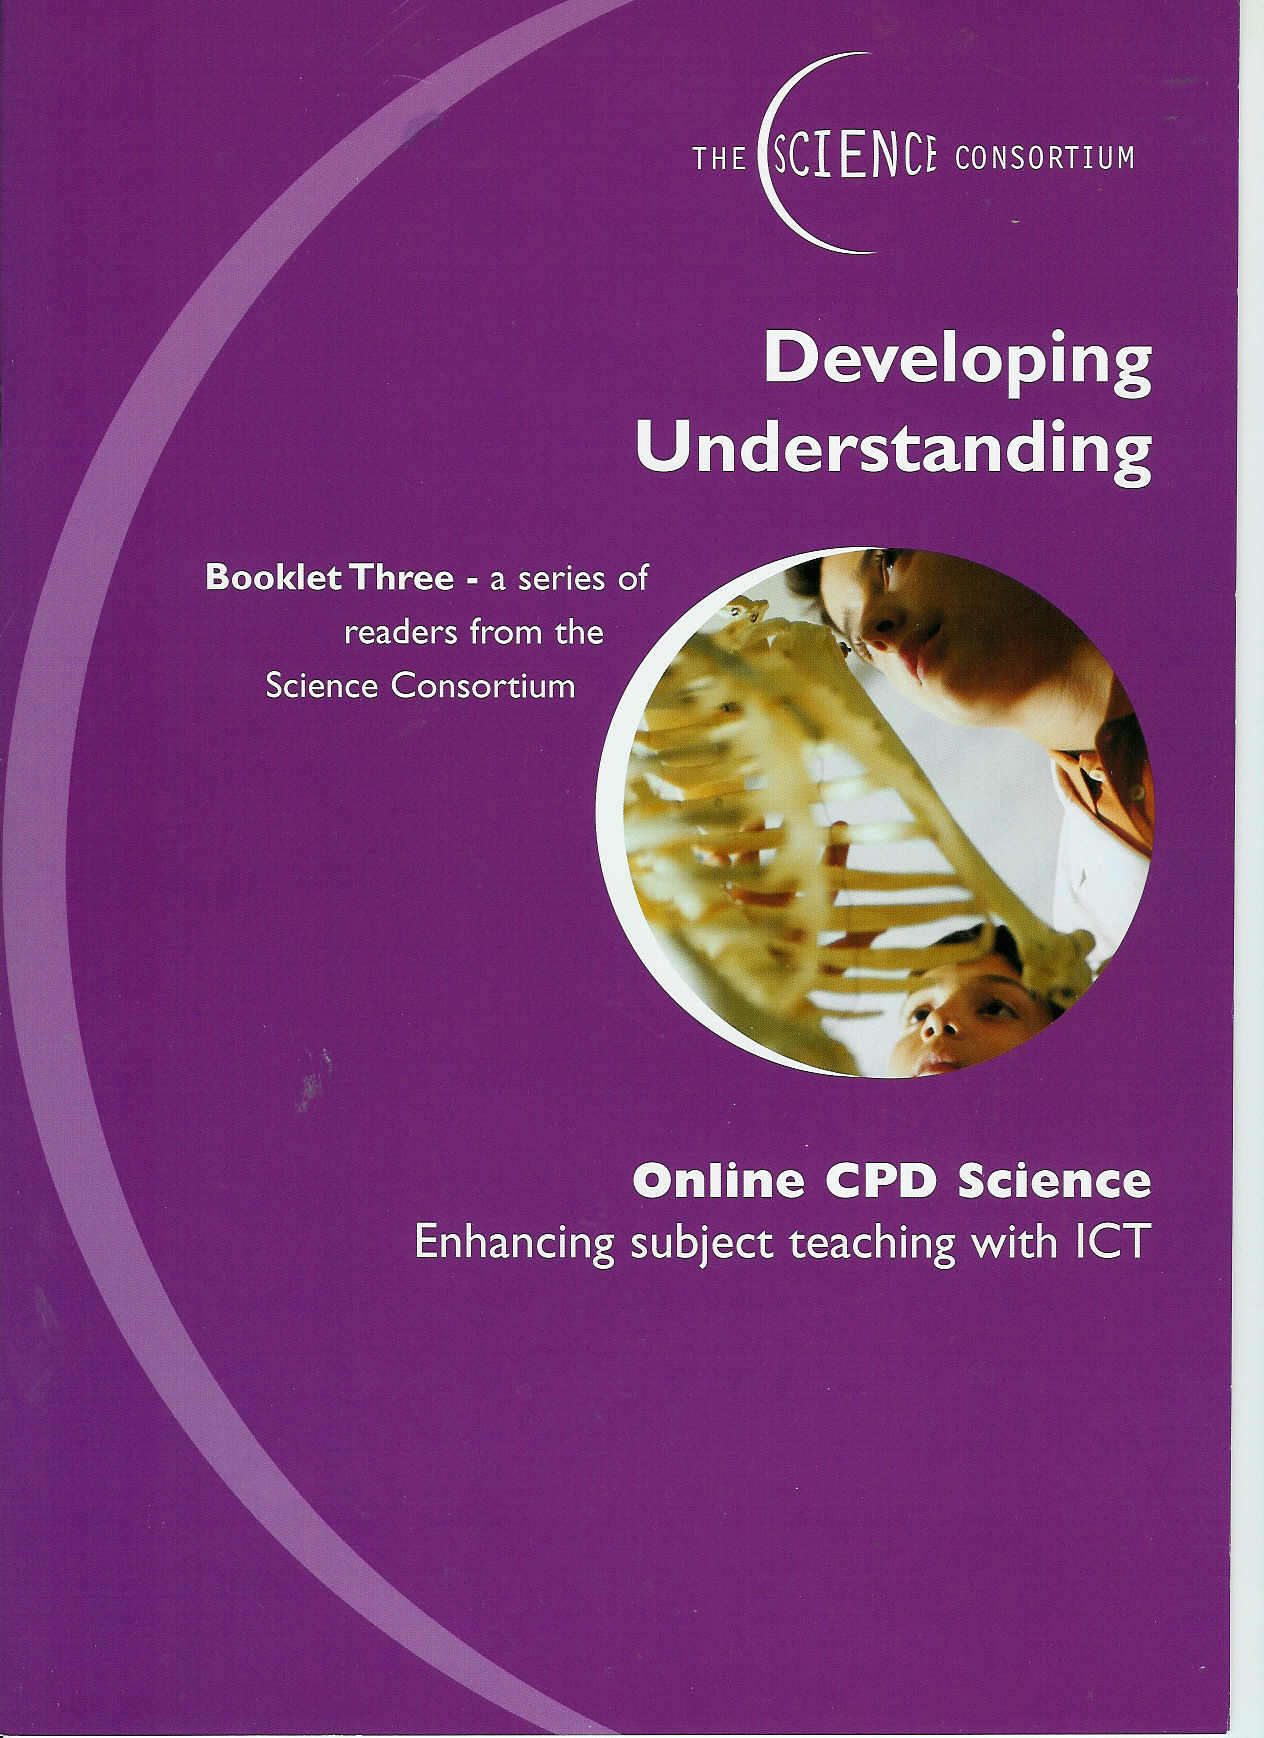 THE SCIENCE CONSORTIUM
Developing
Understanding
Booklet Three - a series of
readers from the
Science Consortium
Online CPD Science
Enhancing subject teaching with ICT